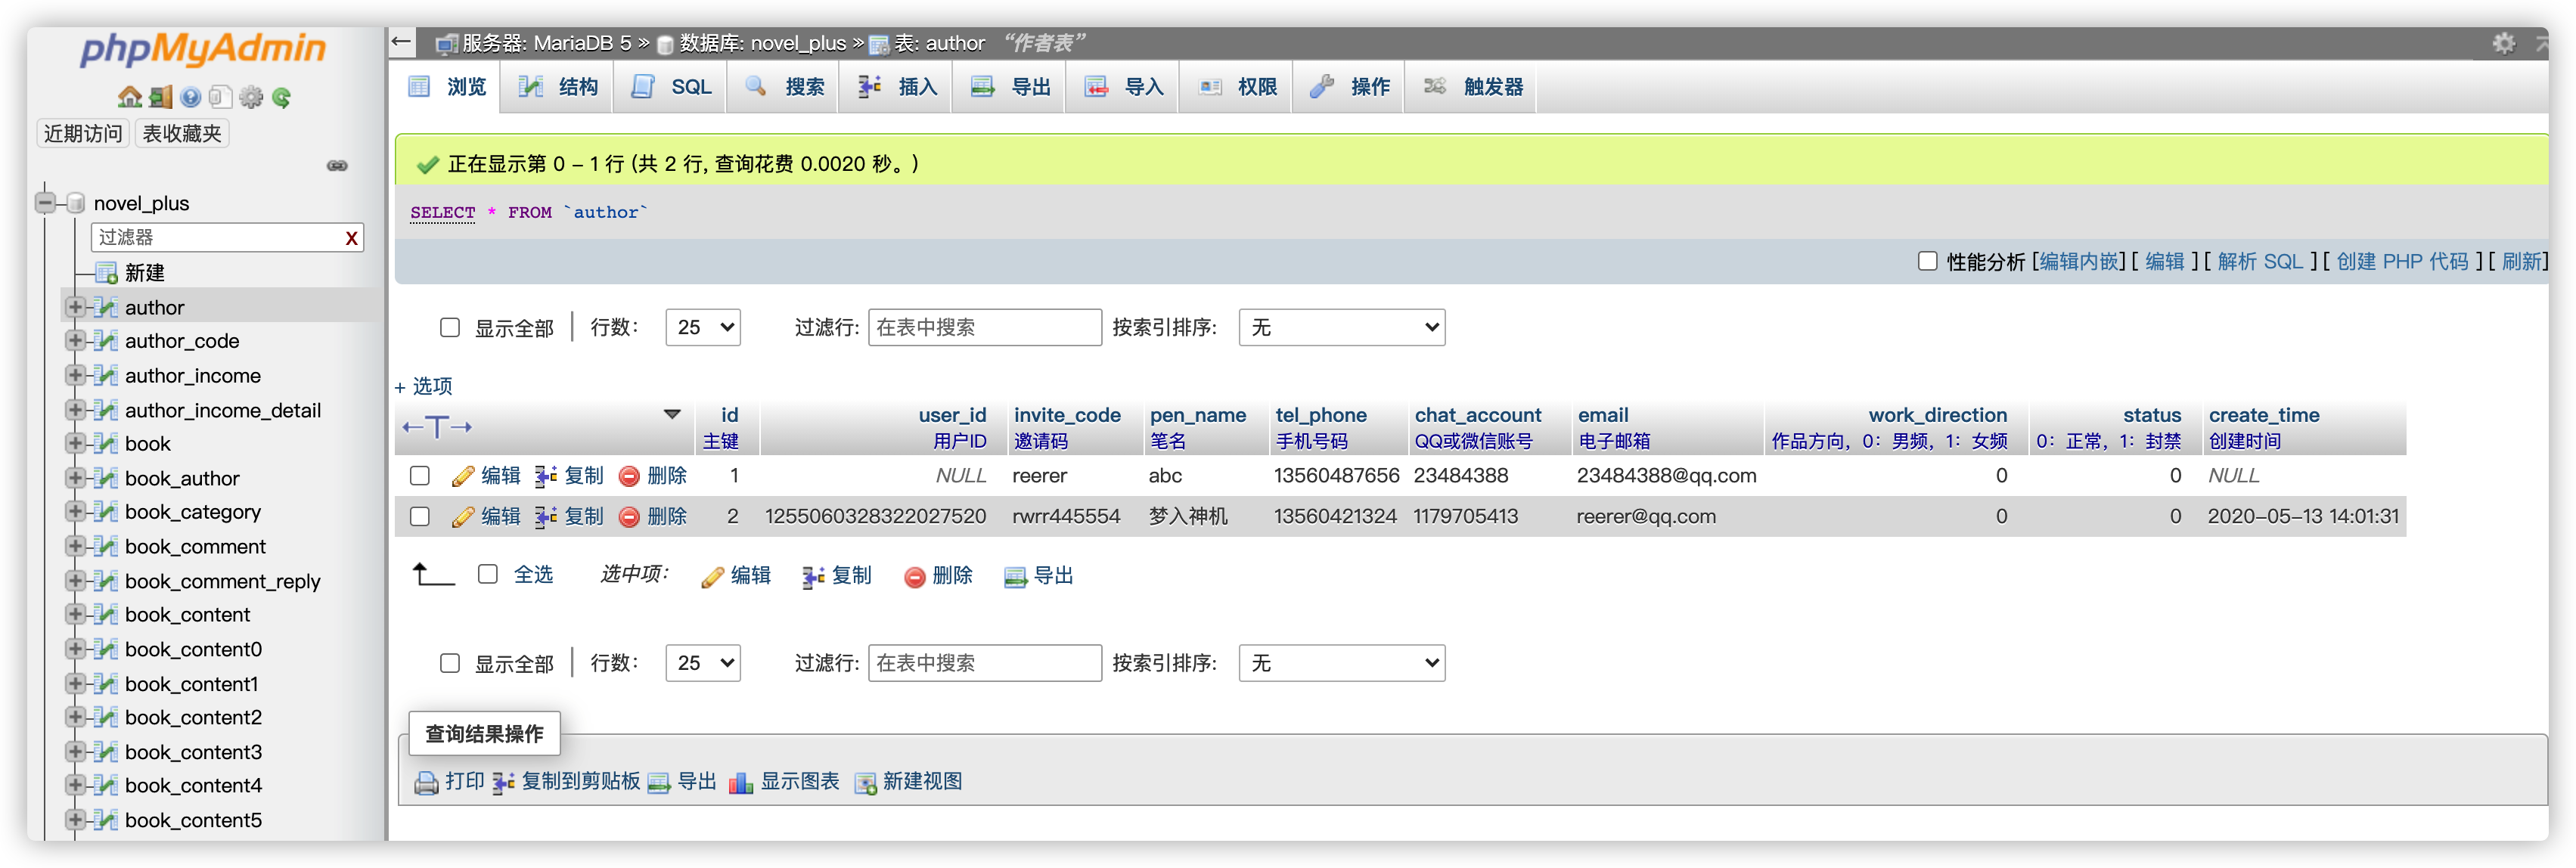 phpMyAdmin
近期访问 表收藏夹
novel_plus
过滤器 X
新建
author
author_code
author_income
author_income_detail
book
book_author
book_category
book_comment
book_comment_reply
book_content
book_content0
book_content1
book_content2
book_content3
book_content4
book_content5
服务器: MariaDB 5 » 数据库: novel_plus » 表: author “作者表”
浏览 结构 SQL 搜索 插入 导出 导入 权限 操作 触发器
正在显示第 0 - 1 行 (共 2 行, 查询花费 0.0020 秒。)
SELECT * FROM `author`
性能分析 [编辑内嵌] [ 编辑 ] [ 解析 SQL ] [ 创建 PHP 代码 ] [ 刷新]
显示全部 | 行数: 25 过滤行: 在表中搜索 按索引排序: 无
+ 选项
←T→ id user_id invite_code pen_name tel_phone chat_account email work_direction status create_time
主键 用户ID 邀请码 笔名 手机号码 QQ或微信账号 电子邮箱 作品方向，0：男频，1：女频 0：正常，1：封禁 创建时间
编辑 复制 删除 1 NULL reerer abc 13560487656 23484388 23484388@qq.com 0 0 NULL
编辑 复制 删除 2 1255060328322027520 rwrr445554 梦入神机 13560421324 1179705413 reerer@qq.com 0 0 2020-05-13 14:01:31
全选 选中项: 编辑 复制 删除 导出
显示全部 | 行数: 25 过滤行: 在表中搜索 按索引排序: 无
查询结果操作
打印 复制到剪贴板 导出 显示图表 新建视图